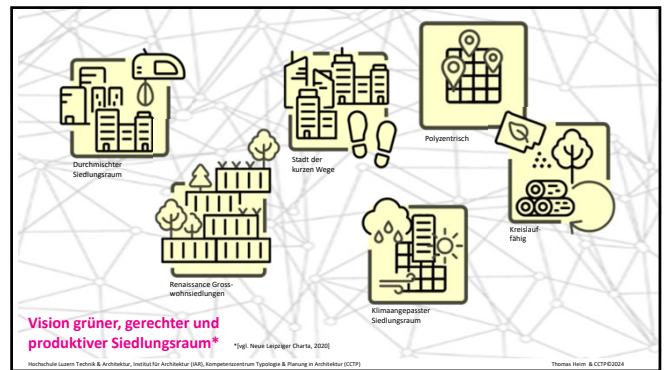 Durchmischter
Siedlungsraum
Stadt der
kurzen Wege
Polyzentrisch
Kreislauf-
fähig
Renaissance Gross-
wohnsiedlungen
Klimaangepasster
Siedlungsraum
Vision grüner, gerechter und
produktiver Siedlungsraum*
*[vgl. Neue Leipziger Charta, 2020]
Hochschule Luzern Technik & Architektur, Institut für Architektur (IAR), Kompetenzzentrum Typologie & Planung in Architektur (CCTP)
Thomas Heim & CCTP©2024